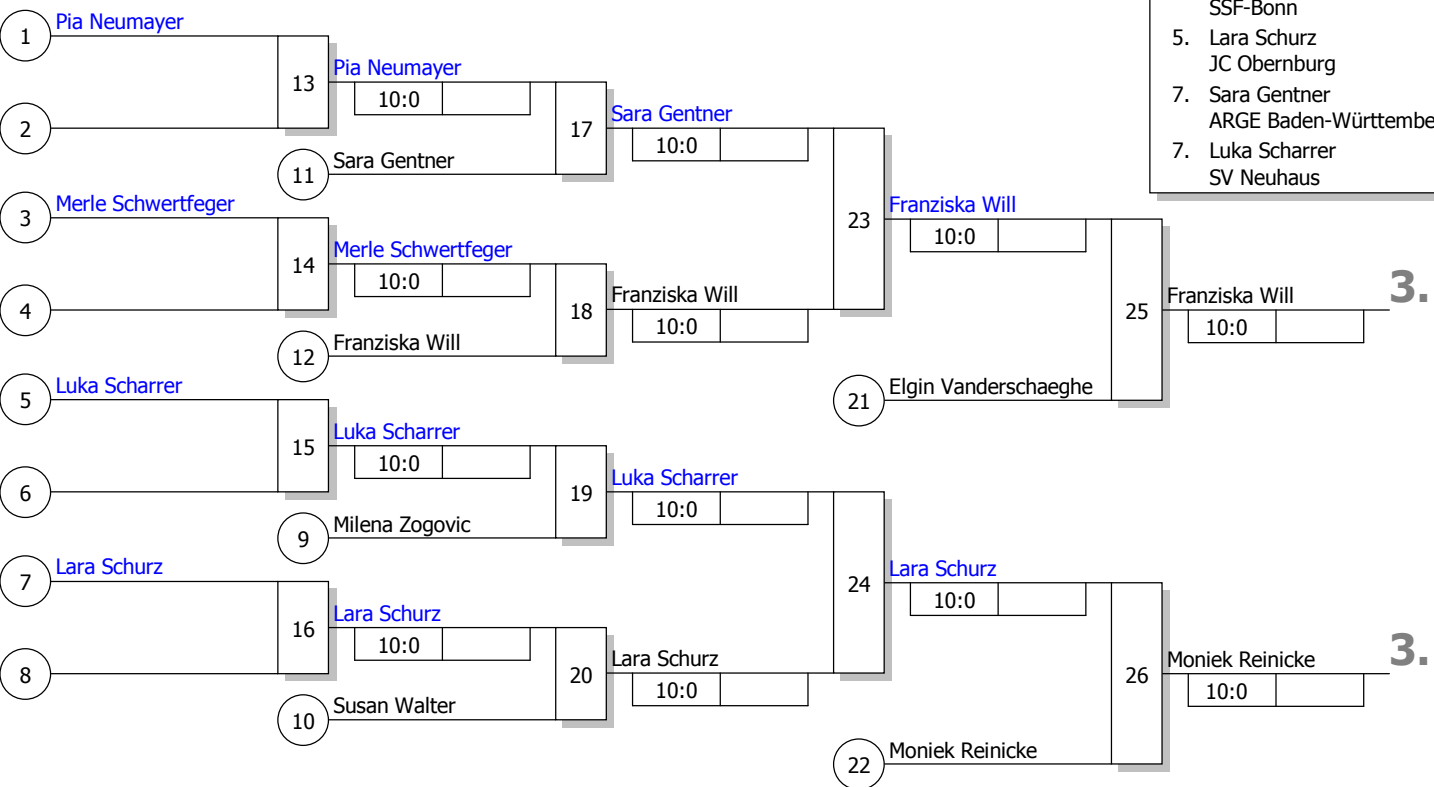 SSF-Bonn
5. Lara Schurz
JC Obernburg
7. Sara Gentner
ARGE Baden-Württembe
7. Luka Scharrer
SV Neuhaus
1 Pia Neumayer
2
13 Pia Neumayer
10:0
11 Sara Gentner
17 Sara Gentner
10:0
3 Merle Schwertfeger
4
14 Merle Schwertfeger
10:0
12 Franziska Will
18 Franziska Will
10:0
23 Franziska Will
10:0
21 Elgin Vanderschaeghe
25 Franziska Will 3.
10:0
5 Luka Scharrer
6
15 Luka Scharrer
10:0
9 Milena Zogovic
19 Luka Scharrer
10:0
7 Lara Schurz
8
16 Lara Schurz
10:0
10 Susan Walter
20 Lara Schurz
10:0
24 Lara Schurz
10:0
22 Moniek Reinicke
26 Moniek Reinicke 3.
10:0